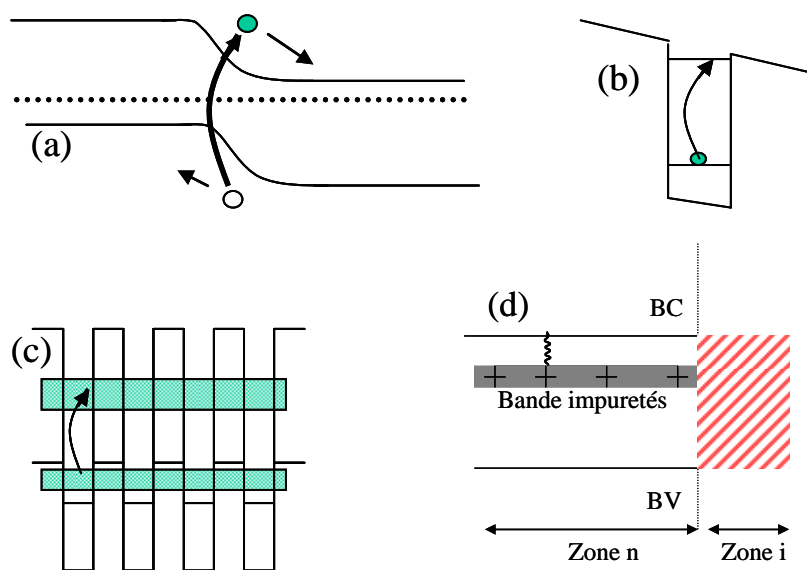 (a)
(b)
(c)
(d)
BC
Bande impuretés
BV
Zone n
Zone i